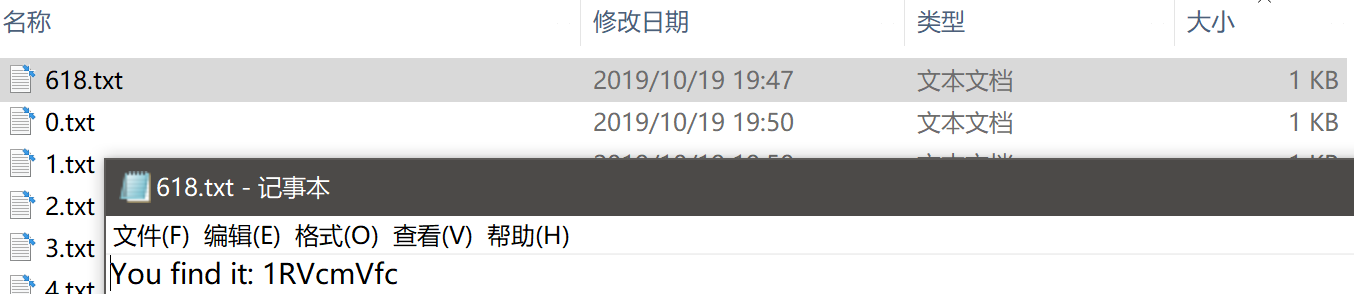 名称 修改日期 类型 大小
618.txt 2019/10/19 19:47 文本文档 1 KB
0.txt 2019/10/19 19:50 文本文档 1 KB
1.txt
618.txt - 记事本
2.txt
文件(F) 编辑(E) 格式(O) 查看(V) 帮助(H)
3.txt
You find it: 1RVcmVfc
4.txt